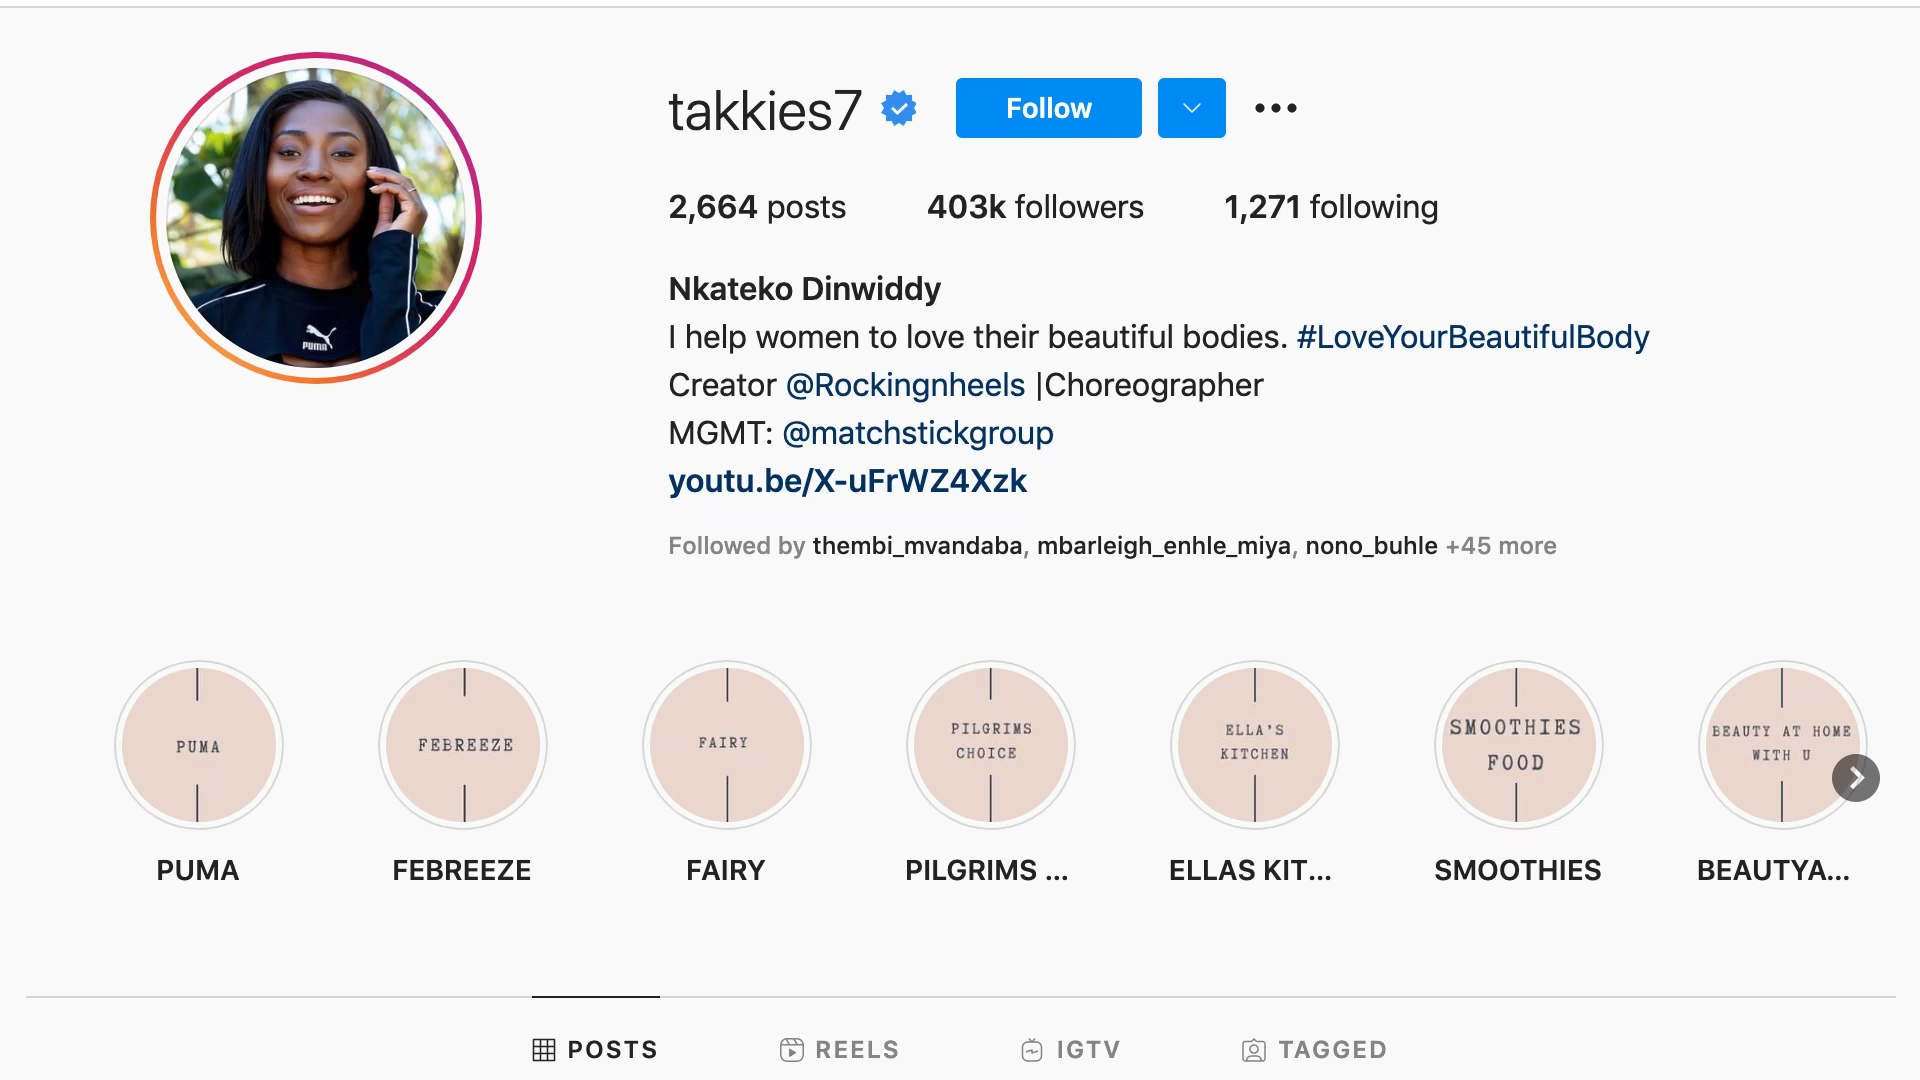 takkies7 Follow
2,664 posts 403k followers 1,271 following
Nkateko Dinwiddy
I help women to love their beautiful bodies. #LoveYourBeautifulBody
Creator @Rockingnheels |Choreographer
MGMT: @matchstickgroup
youtu.be/X-uFrWZ4Xzk
Followed by thembi_mvandaba, mbarleigh_enhle_miya, nono_buhle +45 more
PUMA
PUMA
FEBREEZE
FAIRY
PILGRIMS
CHOICE
ELLA'S
KITCHEN
SMOOTHIES
FOOD
BEAUTY AT HOME
WITH U
PUMA FEBREEZE FAIRY PILGRIMS ... ELLAS KIT... SMOOTHIES BEAUTYA...
POSTS REELS IGTV TAGGED